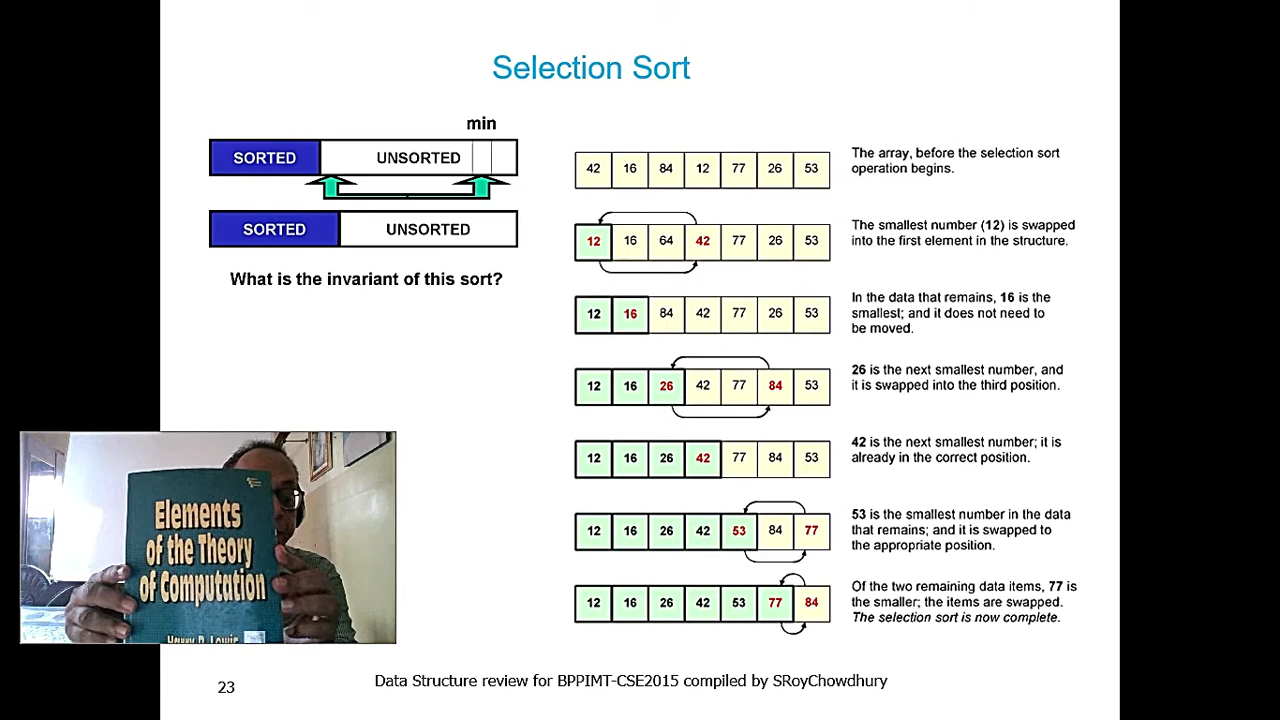 Selection Sort
min
SORTED UNSORTED
SORTED UNSORTED
What is the invariant of this sort?
42 16 84 12 77 26 53
The array, before the selection sort
operation begins.
12 16 64 42 77 26 53
The smallest number (12) is swapped
into the first element in the structure.
12 16 84 42 77 26 53
In the data that remains, 16 is the
smallest; and it does not need to
be moved.
12 16 26 42 77 84 53
26 is the next smallest number, and
it is swapped into the third position.
12 16 26 42 77 84 53
42 is the next smallest number; it is
already in the correct position.
12 16 26 42 53 84 77
53 is the smallest number in the data
that remains; and it is swapped to
the appropriate position.
12 16 26 42 53 77 84
Of the two remaining data items, 77 is
the smaller; the items are swapped.
The selection sort is now complete.
Elements
of the Theory
of Computation
Harry R. Lewis
23
Data Structure review for BPPIMT-CSE2015 compiled by SRoyChowdhury